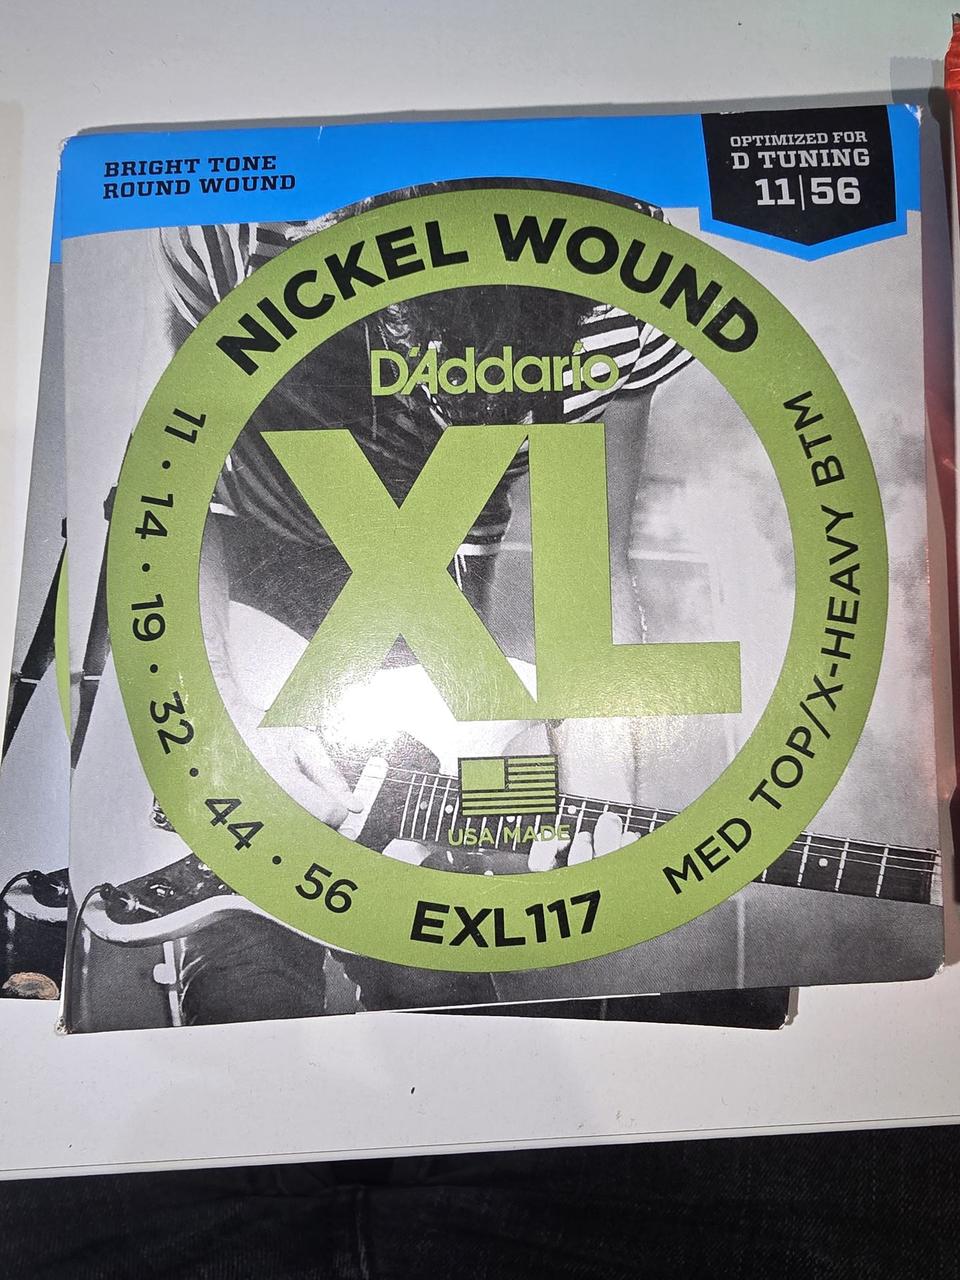 BRIGHT TONE
ROUND WOUND
OPTIMIZED FOR
D TUNING
11|56
NICKEL WOUND
D'Addario
XL
USA MADE
11 · 14 · 19 · 32 · 44 · 56
EXL117
MED TOP/X-HEAVY BTM